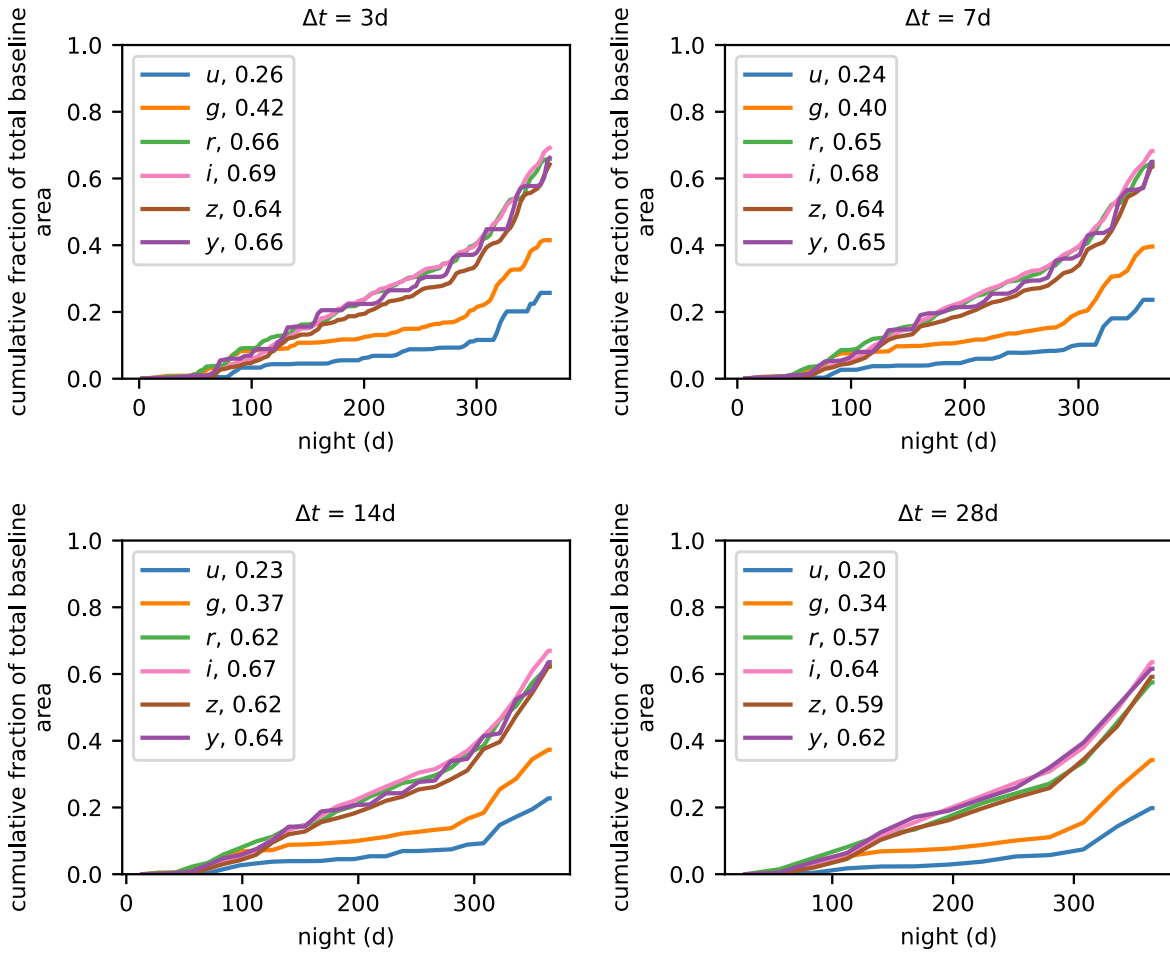 Δt = 3d
cumulative fraction of total baseline
area
1.0
0.8
0.6
0.4
0.2
0.0
u, 0.26
g, 0.42
r, 0.66
i, 0.69
z, 0.64
y, 0.66
0
100
200
300
night (d)
Δt = 7d
cumulative fraction of total baseline
area
1.0
0.8
0.6
0.4
0.2
0.0
u, 0.24
g, 0.40
r, 0.65
i, 0.68
z, 0.64
y, 0.65
0
100
200
300
night (d)
Δt = 14d
cumulative fraction of total baseline
area
1.0
0.8
0.6
0.4
0.2
0.0
u, 0.23
g, 0.37
r, 0.62
i, 0.67
z, 0.62
y, 0.64
0
100
200
300
night (d)
Δt = 28d
cumulative fraction of total baseline
area
1.0
0.8
0.6
0.4
0.2
0.0
u, 0.20
g, 0.34
r, 0.57
i, 0.64
z, 0.59
y, 0.62
100
200
300
night (d)